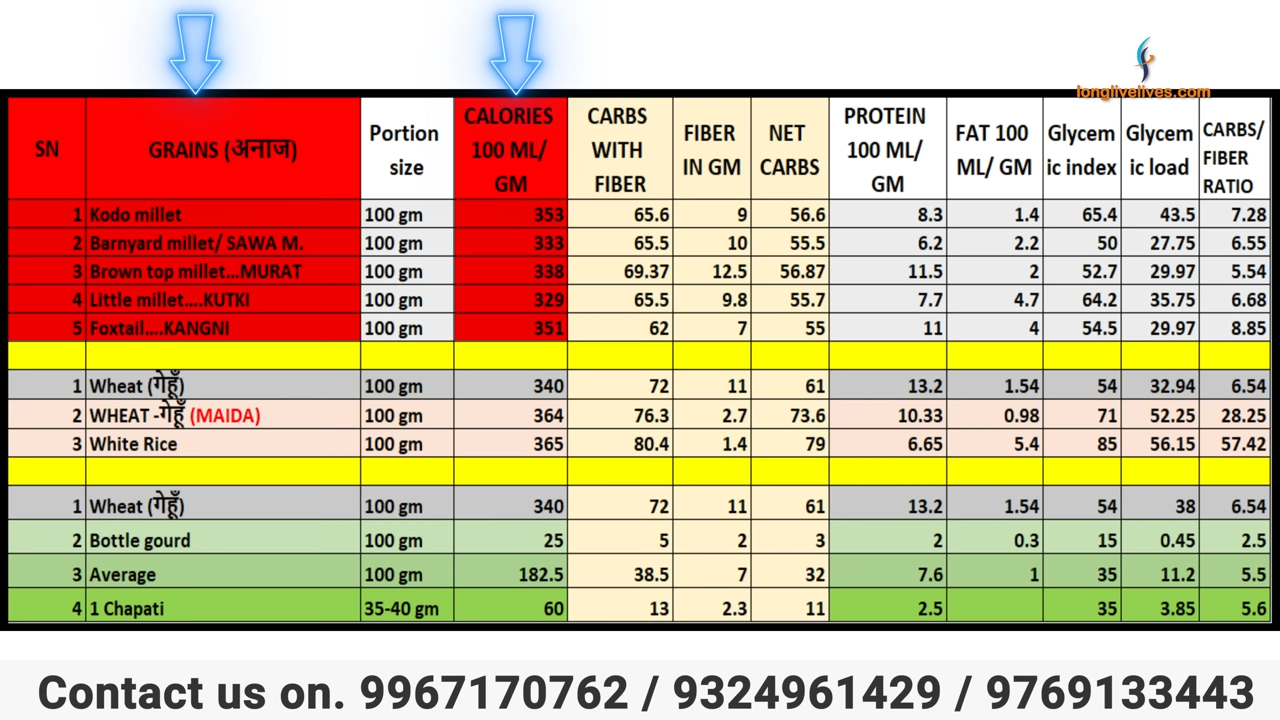 longlivelives.com
SN GRAINS (अनाज) Portion size CALORIES 100 ML/ GM CARBS WITH FIBER FIBER IN GM NET CARBS PROTEIN 100 ML/ GM FAT 100 ML/ GM Glycem ic index Glycem ic load CARBS/ FIBER RATIO
1 Kodo millet 100 gm 353 65.6 9 56.6 8.3 1.4 65.4 43.5 7.28
2 Barnyard millet/ SAWA M. 100 gm 333 65.5 10 55.5 6.2 2.2 50 27.75 6.55
3 Brown top millet...MURAT 100 gm 338 69.37 12.5 56.87 11.5 2 52.7 29.97 5.54
4 Little millet....KUTKI 100 gm 329 65.5 9.8 55.7 7.7 4.7 64.2 35.75 6.68
5 Foxtail....KANGNI 100 gm 351 62 7 55 11 4 54.5 29.97 8.85
1 Wheat (गेहूँ) 100 gm 340 72 11 61 13.2 1.54 54 32.94 6.54
2 WHEAT -गेहूँ (MAIDA) 100 gm 364 76.3 2.7 73.6 10.33 0.98 71 52.25 28.25
3 White Rice 100 gm 365 80.4 1.4 79 6.65 5.4 85 56.15 57.42
1 Wheat (गेहूँ) 100 gm 340 72 11 61 13.2 1.54 54 38 6.54
2 Bottle gourd 100 gm 25 5 2 3 2 0.3 15 0.45 2.5
3 Average 100 gm 182.5 38.5 7 32 7.6 1 35 11.2 5.5
4 1 Chapati 35-40 gm 60 13 2.3 11 2.5 35 3.85 5.6
Contact us on. 9967170762 / 9324961429 / 9769133443